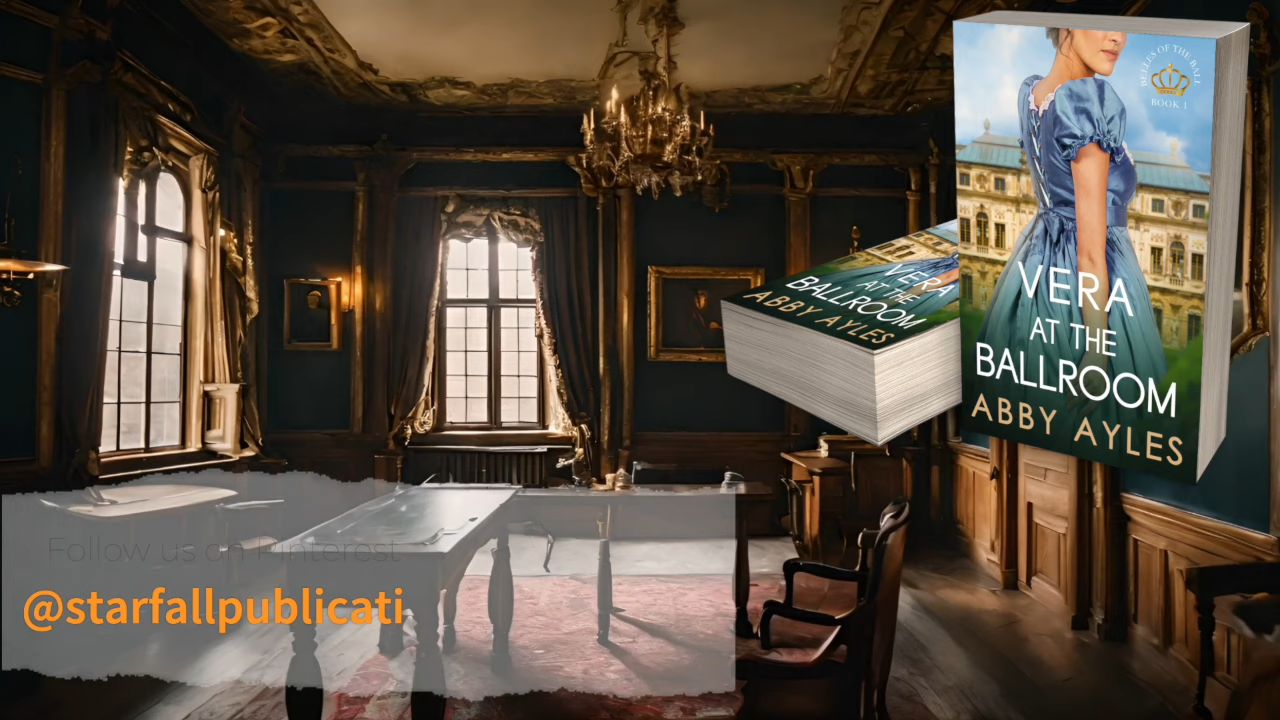 BELLES OF THE BALL
BOOK 1
VERA
AT THE
BALLROOM
ABBY AYLES
VERA
AT THE
BALLROOM
ABBY AYLES
Follow us on Pinterest
@starfallpublicati